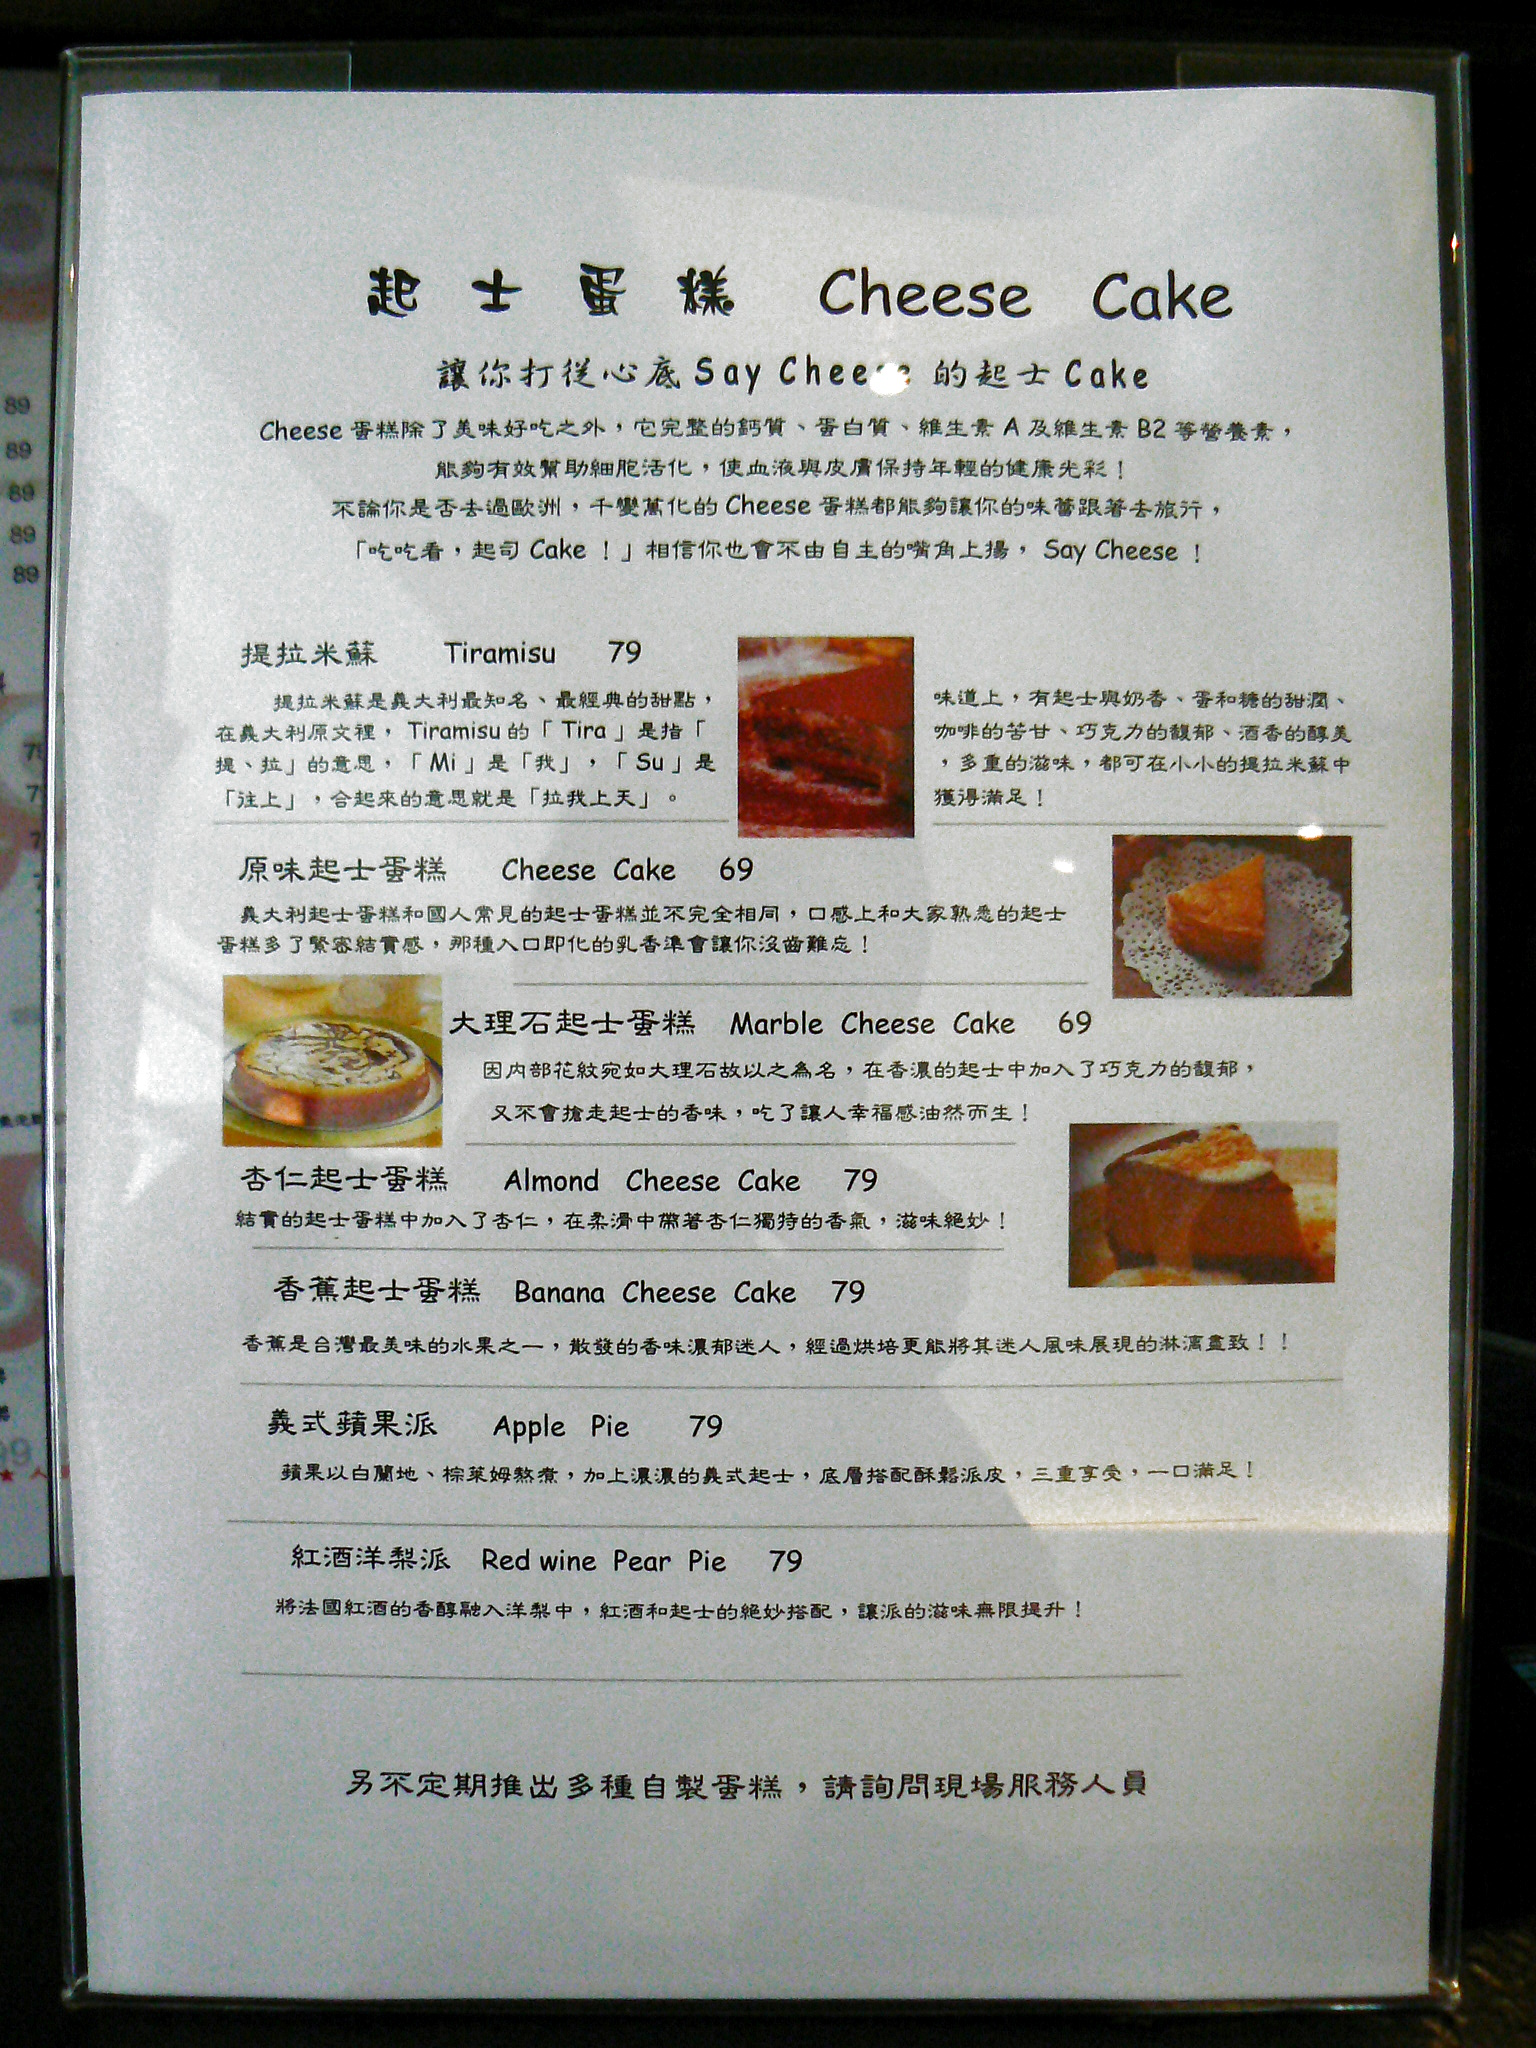 起士蛋糕 Cheese Cake
讓你打從心底Say Cheese 的起士Cake
Cheese 蛋糕除了美味好吃之外，它完整的鈣質、蛋白質、維生素 A 及維生素 B2 等營養素，
能夠有效幫助細胞活化，使血液與皮膚保持年輕的健康光彩！
不論你是否去過歐洲，千變萬化的 Cheese 蛋糕都能夠讓你的味蕾跟著去旅行，
「吃吃看，起司 Cake ！」相信你也會不由自主的嘴角上揚， Say Cheese ！
提拉米蘇 Tiramisu 79
提拉米蘇是義大利最知名、最經典的甜點，
在義大利原文裡， Tiramisu 的「 Tira 」是指「
提、拉」的意思，「 Mi 」是「我」，「 Su 」是
「往上」，合起來的意思就是「拉我上天」。
味道上，有起士與奶香、蛋和糖的甜潤、
咖啡的苦甘、巧克力的馥郁、酒香的醇美
，多重的滋味，都可在小小的提拉米蘇中
獲得滿足！
原味起士蛋糕 Cheese Cake 69
義大利起士蛋糕和國人常見的起士蛋糕並不完全相同，口感上和大家熟悉的起士
蛋糕多了緊密結實感，那種入口即化的乳香準會讓你沒齒難忘！
大理石起士蛋糕 Marble Cheese Cake 69
因內部花紋宛如大理石故以之為名，在香濃的起士中加入了巧克力的馥郁，
又不會搶走起士的香味，吃了讓人幸福感油然而生！
杏仁起士蛋糕 Almond Cheese Cake 79
結實的起士蛋糕中加入了杏仁，在柔滑中帶著杏仁獨特的香氣，滋味絕妙！
香蕉起士蛋糕 Banana Cheese Cake 79
香蕉是台灣最美味的水果之一，散發的香味濃郁迷人，經過烘培更能將其迷人風味展現的淋漓盡致！！
義式蘋果派 Apple Pie 79
蘋果以白蘭地、棕萊姆熬煮，加上濃濃的義式起士，底層搭配酥鬆派皮，三重享受，一口滿足！
紅酒洋梨派 Red wine Pear Pie 79
將法國紅酒的香醇融入洋梨中，紅酒和起士的絕妙搭配，讓派的滋味無限提升！
另不定期推出多種自製蛋糕，請詢問現場服務人員
89
89
89
89
89